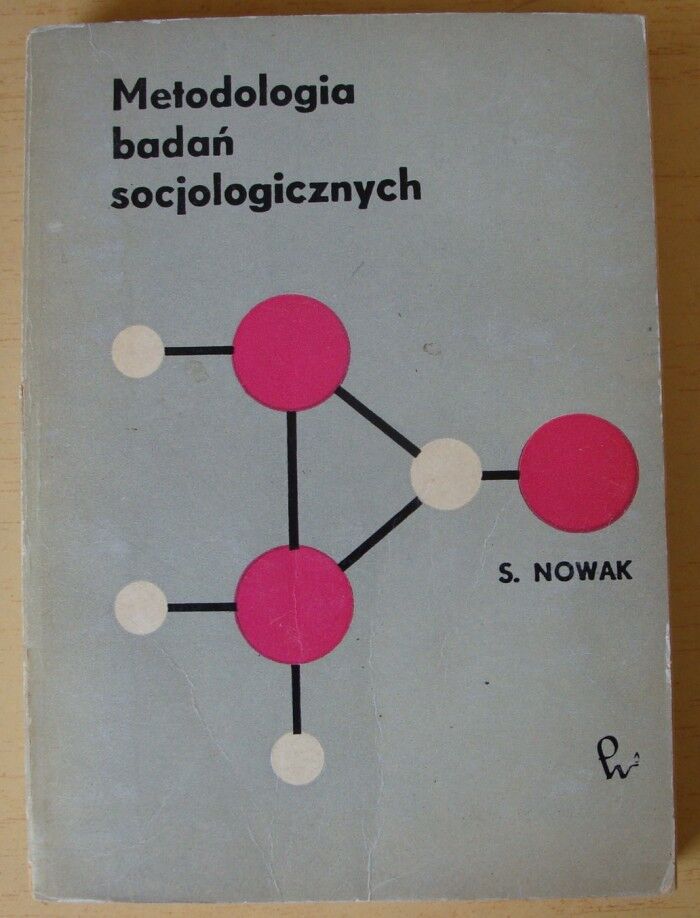 Metodologia
badań
socjologicznych
S. NOWAK